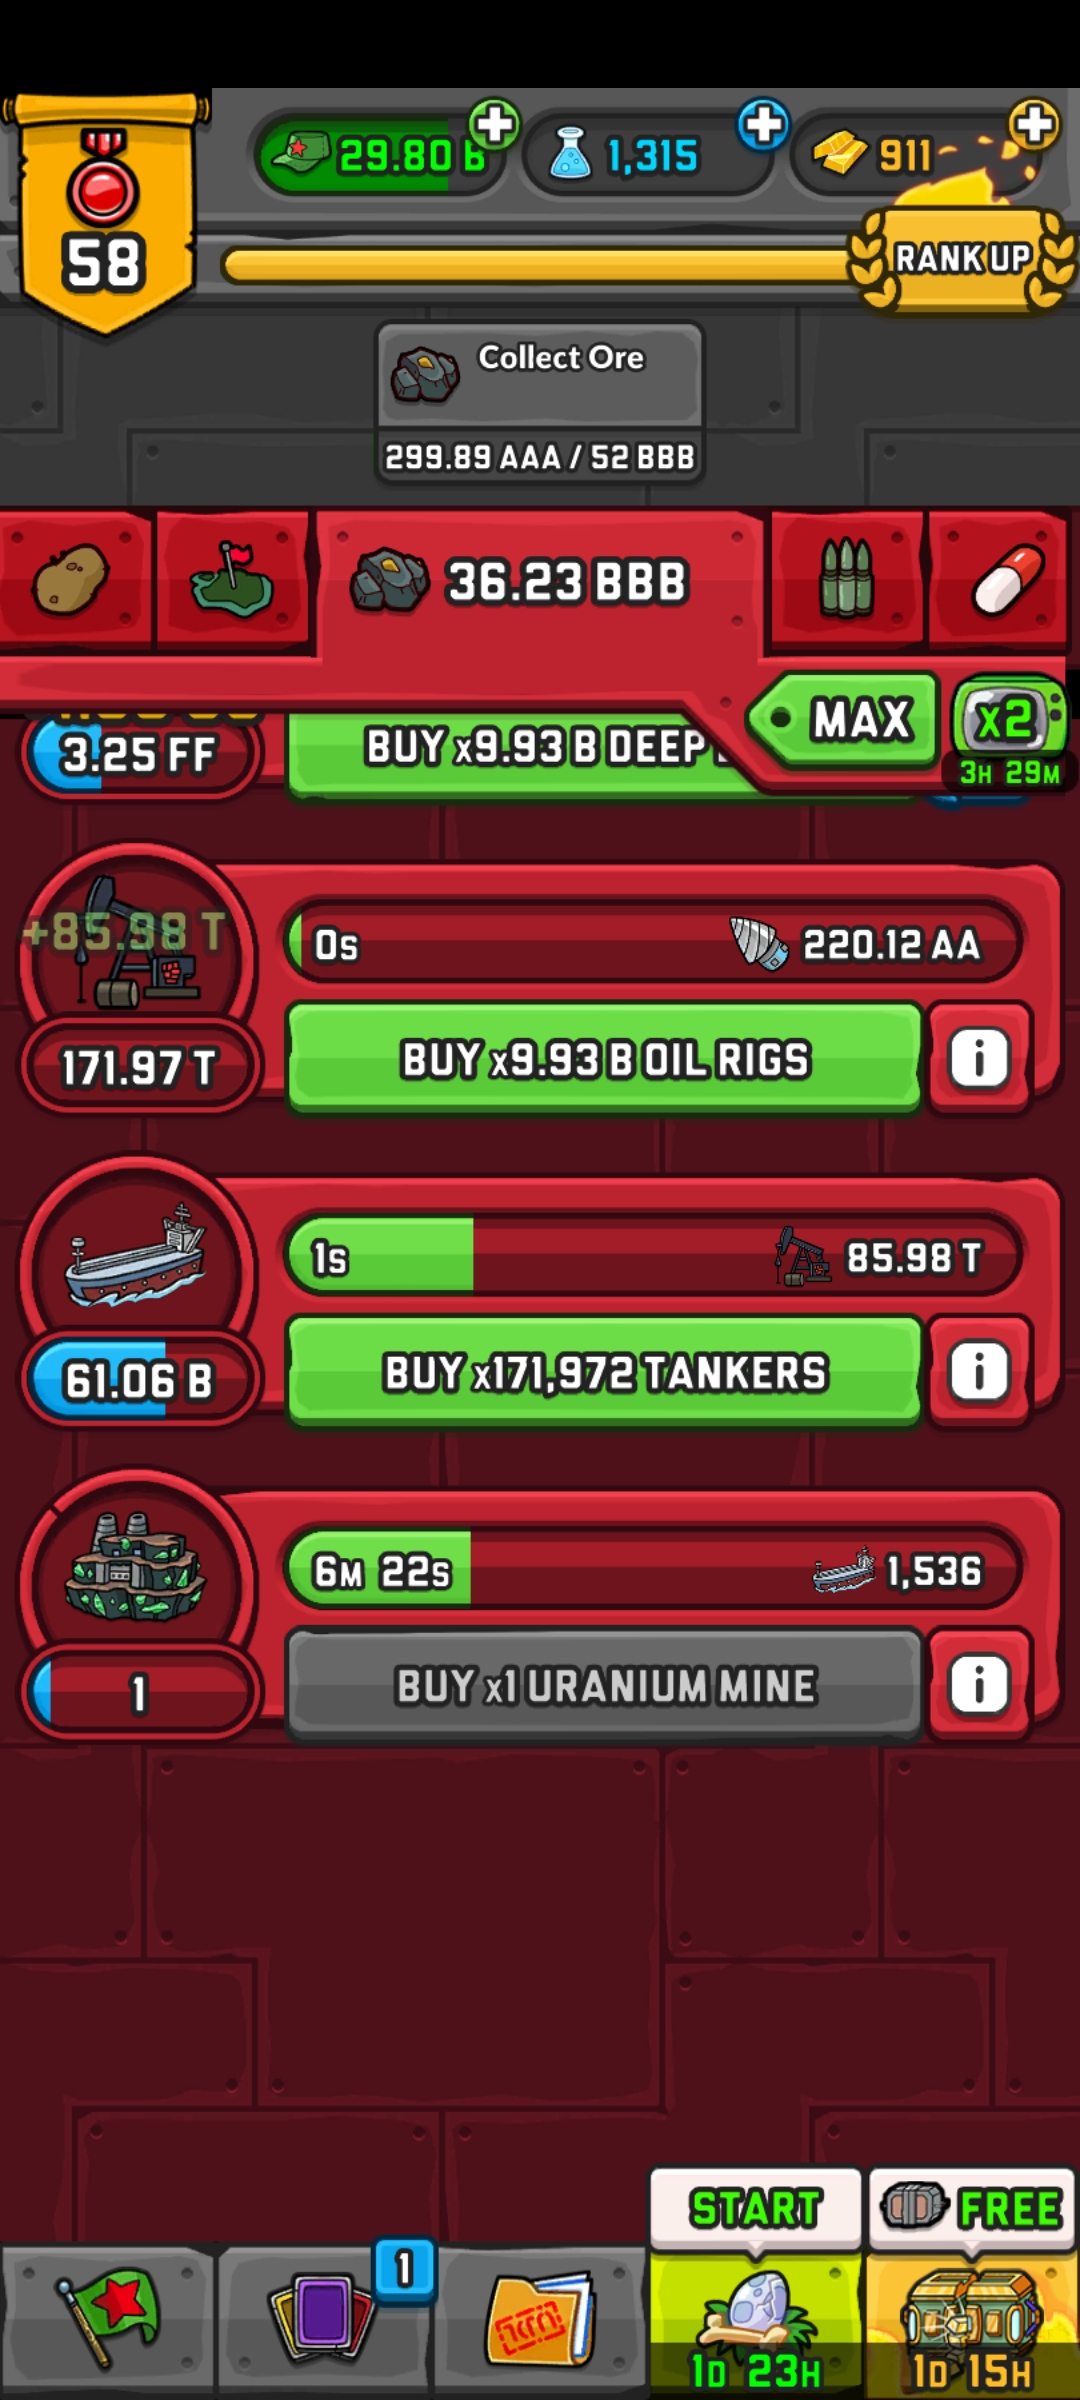 29.80 B
1,315
911
58
RANK UP
Collect Ore
299.89 AAA / 52 BBB
36.23 BBB
MAX
x2
3H 29M
3.25 FF
BUY x9.93 B DEEP
+85.98 T
0s
220.12 AA
171.97 T
BUY x9.93 B OIL RIGS
i
1s
85.98 T
61.06 B
BUY x171,972 TANKERS
i
6M 22s
1,536
1
BUY x1 URANIUM MINE
i
START
FREE
1
1D 23H
1D 15H